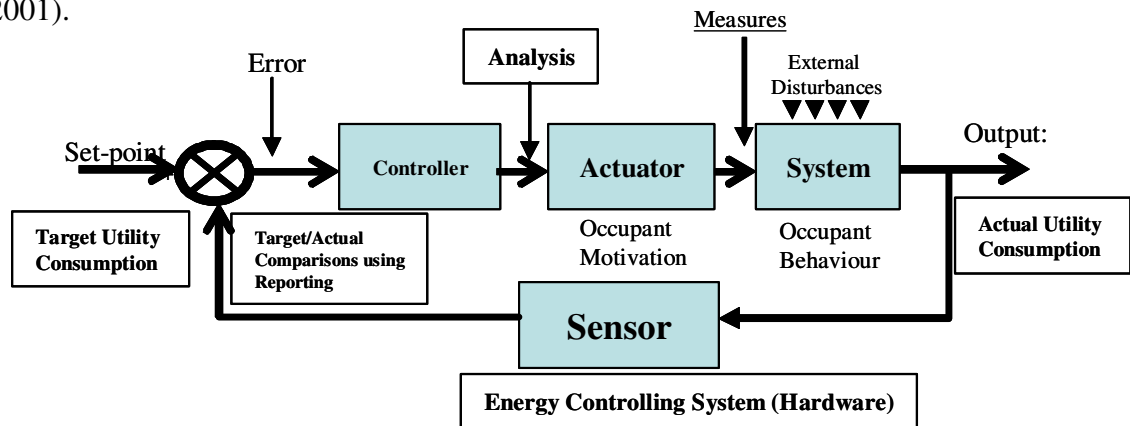 2001).
Measures
Error
Analysis
External
Disturbances
Set-point
Controller
Actuator
System
Output:
Target Utility
Consumption
Target/Actual
Comparisons using
Reporting
Occupant
Motivation
Occupant
Behaviour
Actual Utility
Consumption
Sensor
Energy Controlling System (Hardware)